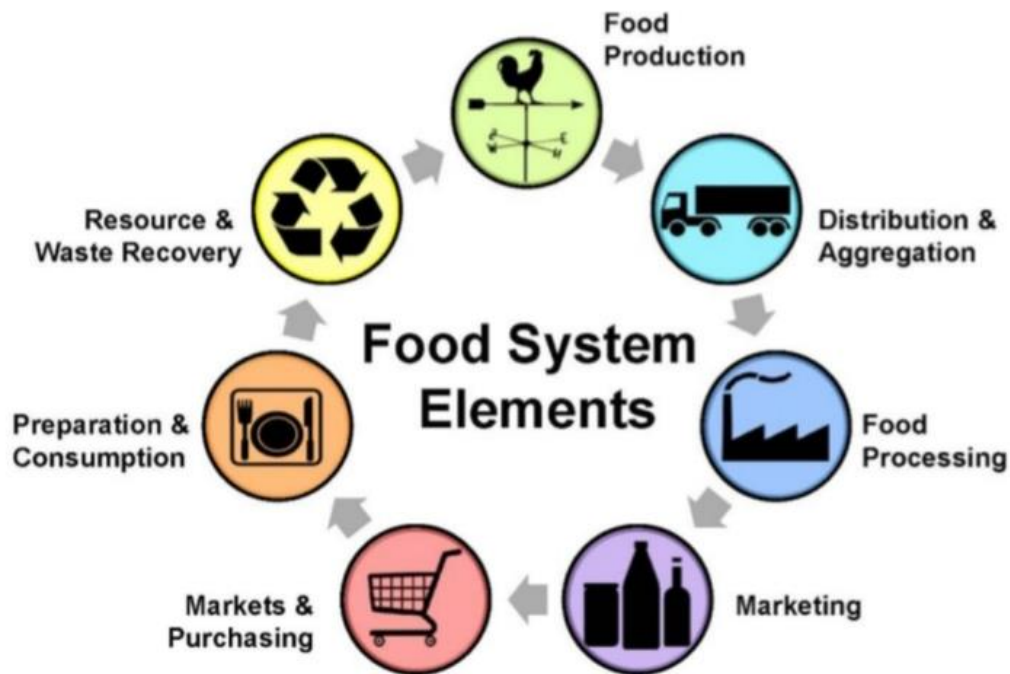 Food
Production
Distribution &
Aggregation
Food
Processing
Marketing
Markets &
Purchasing
Preparation &
Consumption
Resource &
Waste Recovery
Food System
Elements